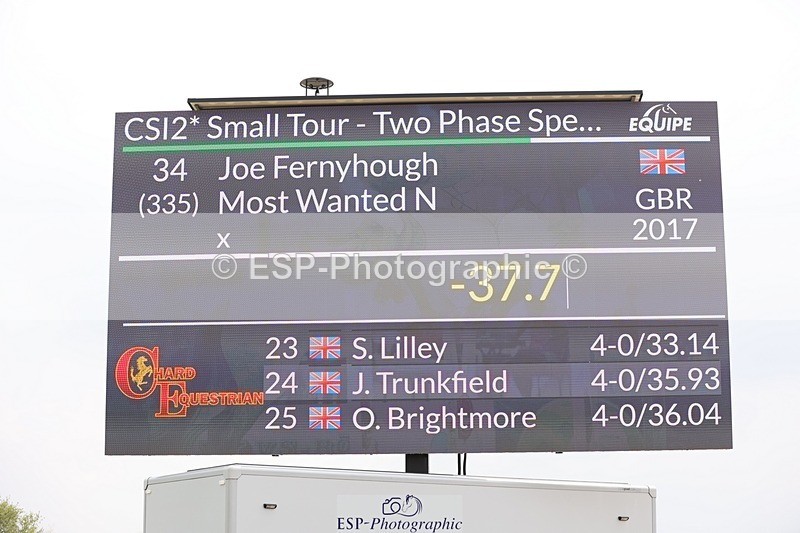 CSI2* Small Tour - Two Phase Spe...
EQUIPE
34 Joe Fernyhough
(335) Most Wanted N GBR
x 2017
© ESP-Photographic ©
-37.7
23 S. Lilley 4-0/33.14
24 J. Trunkfield 4-0/35.93
25 O. Brightmore 4-0/36.04
CHARD
EQUESTRIAN
ESP-Photographic